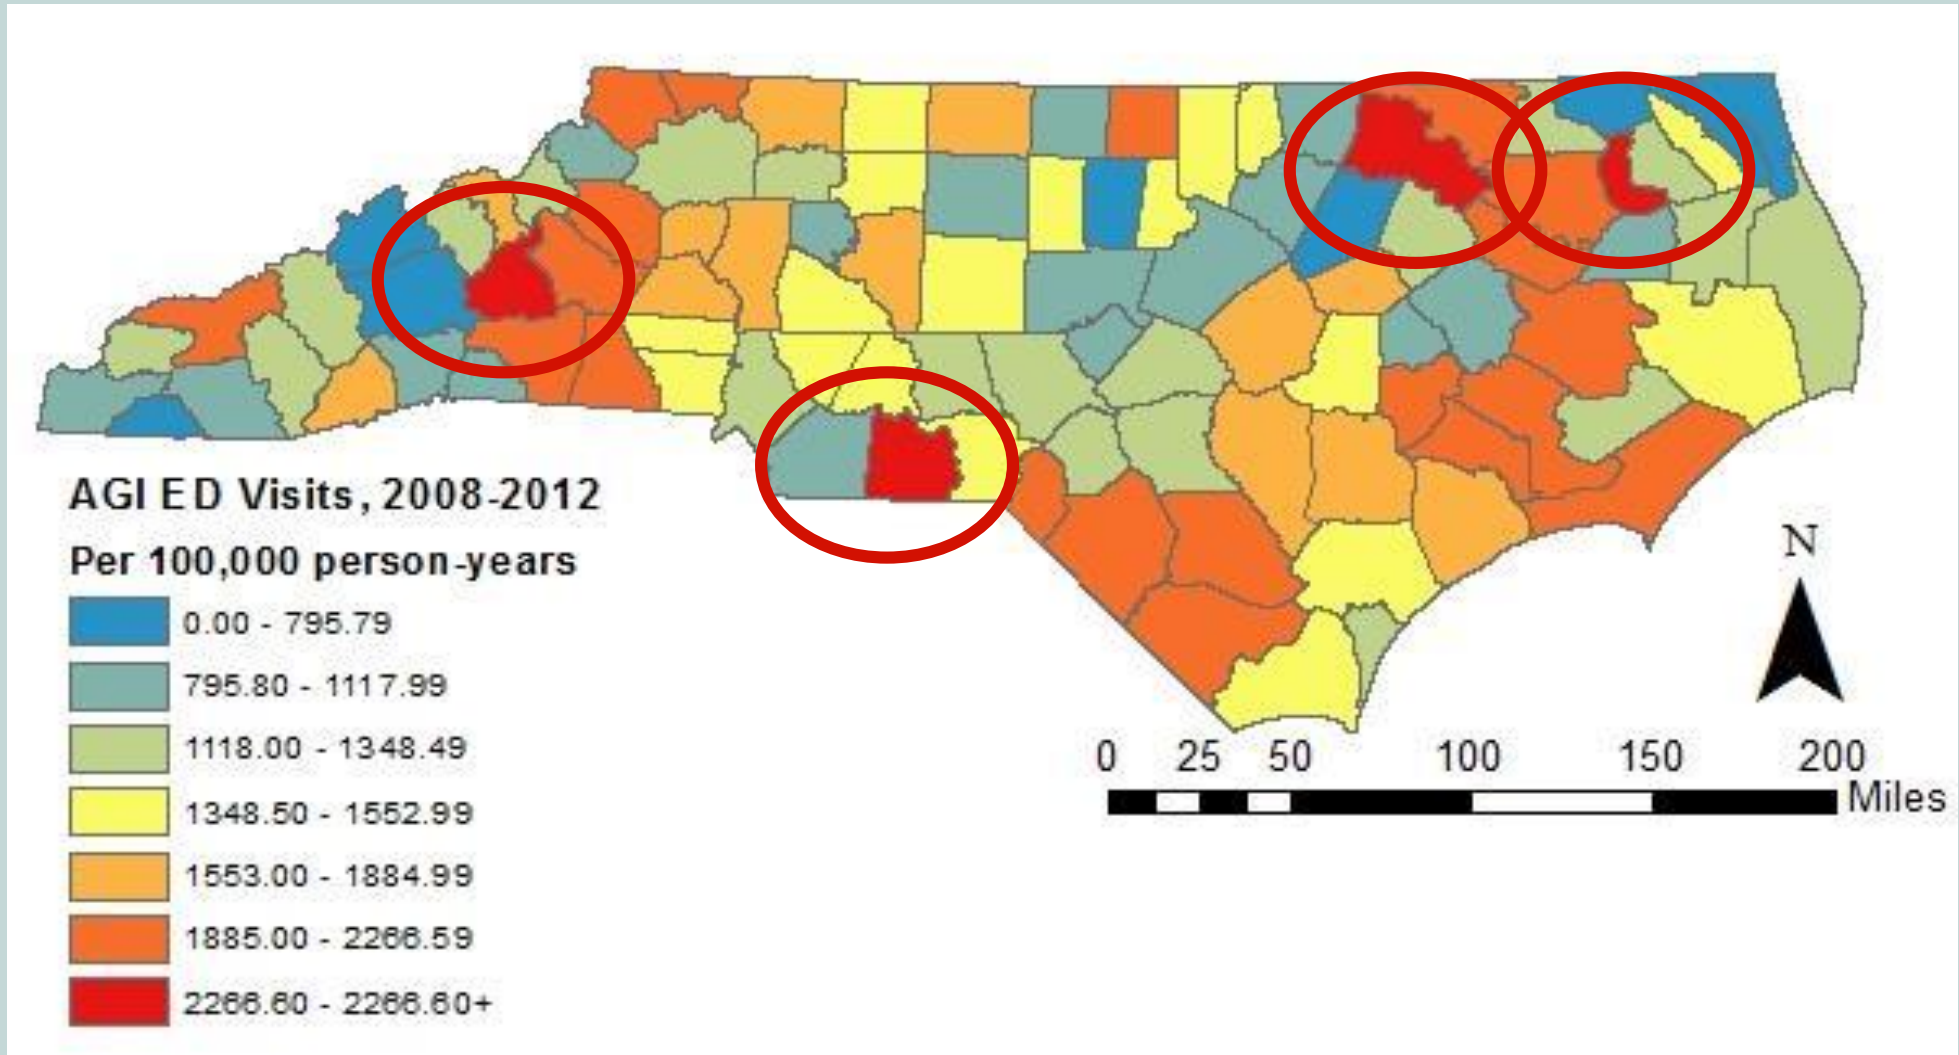 AGI ED Visits, 2008-2012
Per 100,000 person-years
0.00 - 795.79
795.80 - 1117.99
1118.00 - 1348.49
1348.50 - 1552.99
1553.00 - 1884.99
1885.00 - 2266.59
2266.60 - 2266.60+
N
0 25 50 100 150 200
Miles